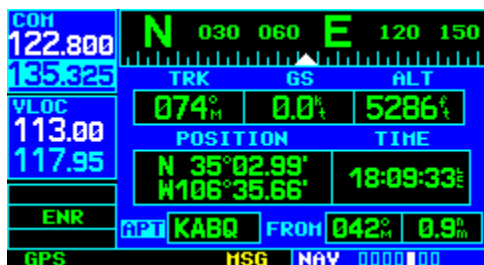 COM
122.800
135.325
VLOC
113.00
117.95
ENR
GPS
N 030 060 E 120 150
TRK GS ALT
074°M 0.0kt 5286ft
POSITION TIME
N 35°02.99'
W106°35.66'
18:09:33
APT KABQ FROM 042°M 0.9nm
MSG NAV